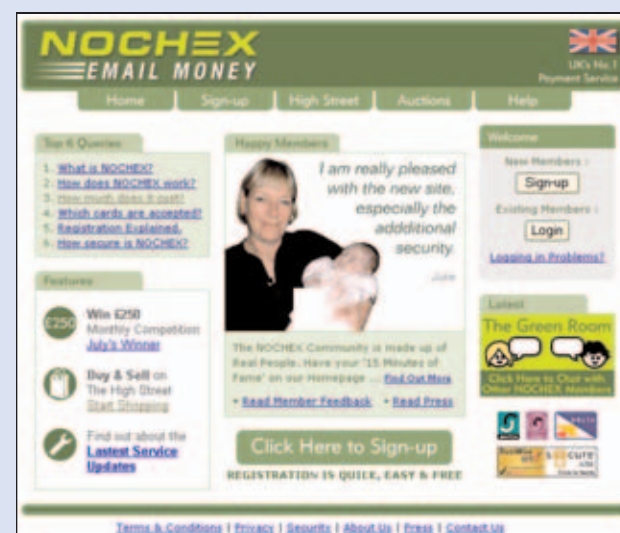 NOCHEX
EMAIL MONEY
UK's No.1
Payment Service
Home
Sign-up
High Street
Auctions
Help
Top 6 Queries
1. What is NOCHEX?
2. How does NOCHEX work?
3. How much does it cost?
4. Which cards are accepted?
5. Registration Explained.
6. How secure is NOCHEX?
Features
£250
Win £250
Monthly Competition
July's Winner
Buy & Sell on
The High Street
Start Shopping
Find out about the
Lastest Service
Updates
Happy Members
I am really pleased
with the new site,
especially the
addditional
security.
June
The NOCHEX Community is made up of
Real People. Have your '15 Minutes of
Fame' on our Homepage ... Find Out More
• Read Member Feedback • Read Press
Click Here to Sign-up
REGISTRATION IS QUICK, EASY & FREE
Welcome
New Members :
Sign-up
Existing Members :
Login
Logging in Problems?
Latest
The Green Room
Click Here to Chat with
Other NOCHEX Members
Terms & Conditions | Privacy | Security | About Us | Press | Contact Us